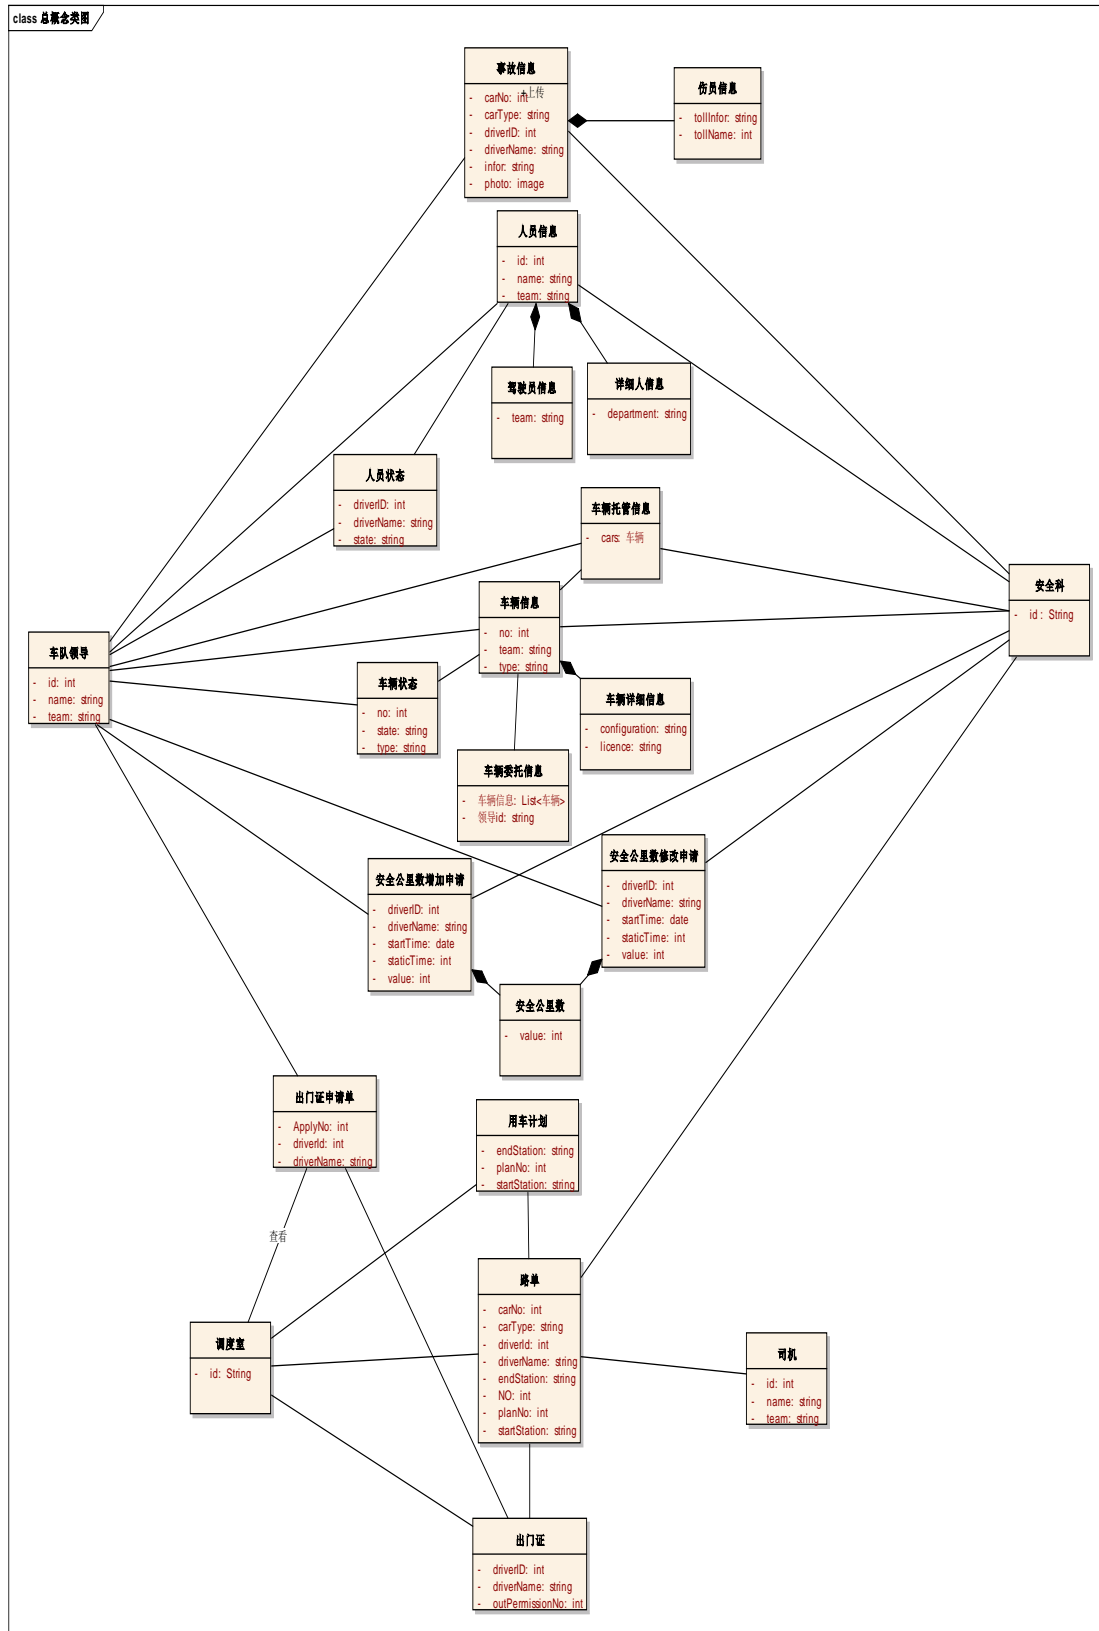 class 总概念类图
事故信息
+上传
- carNo: int
- carType: string
- driverID: int
- driverName: string
- infor: string
- photo: image
伤员信息
- tollInfor: string
- tollName: int
人员信息
- id: int
- name: string
- team: string
驾驶员信息
- team: string
详细人信息
- department: string
人员状态
- driverID: int
- driverName: string
- state: string
车辆托管信息
- cars: 车辆
安全科
- id : String
车辆信息
- no: int
- team: string
- type: string
车队领导
- id: int
- name: string
- team: string
车辆状态
- no: int
- state: string
- type: string
车辆详细信息
- configuration: string
- licence: string
车辆委托信息
- 车辆信息: List<车辆>
- 领导id: string
安全公里数修改申请
- driverID: int
- driverName: string
- startTime: date
- staticTime: int
- value: int
安全公里数增加申请
- driverID: int
- driverName: string
- startTime: date
- staticTime: int
- value: int
安全公里数
- value: int
出门证申请单
- ApplyNo: int
- driverId: int
- driverName: string
用车计划
- endStation: string
- planNo: int
- startStation: string
查看
路单
- carNo: int
- carType: string
- driverId: int
- driverName: string
- endStation: string
- NO: int
- planNo: int
- startStation: string
调度室
- id: String
司机
- id: int
- name: string
- team: string
出门证
- driverID: int
- driverName: string
- outPermissionNo: int